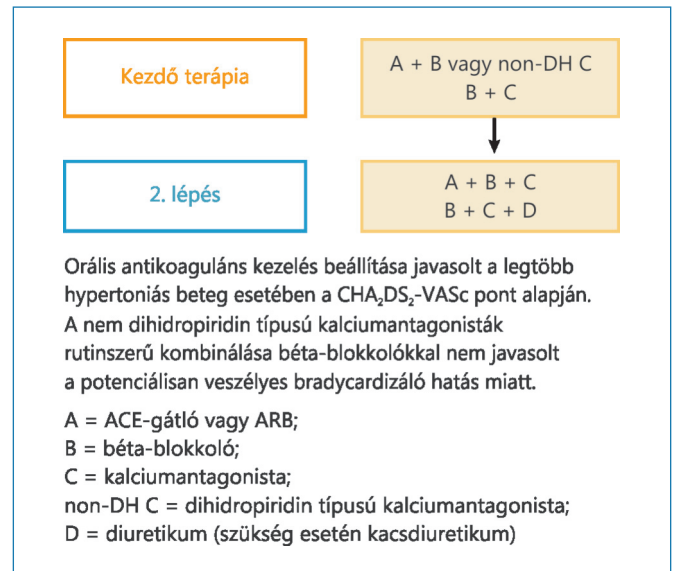 Kezdő terápia
A + B vagy non-DH C
B + C
2. lépés
A + B + C
B + C + D
Orális antikoaguláns kezelés beállítása javasolt a legtöbb
hypertoniás beteg esetében a CHA₂DS₂-VASc pont alapján.
A nem dihidropiridin típusú kalciumantagonisták
rutinszerű kombinálása béta-blokkolókkal nem javasolt
a potenciálisan veszélyes bradycardizáló hatás miatt.
A = ACE-gátló vagy ARB;
B = béta-blokkoló;
C = kalciumantagonista;
non-DH C = dihidropiridin típusú kalciumantagonista;
D = diuretikum (szükség esetén kacsdiuretikum)